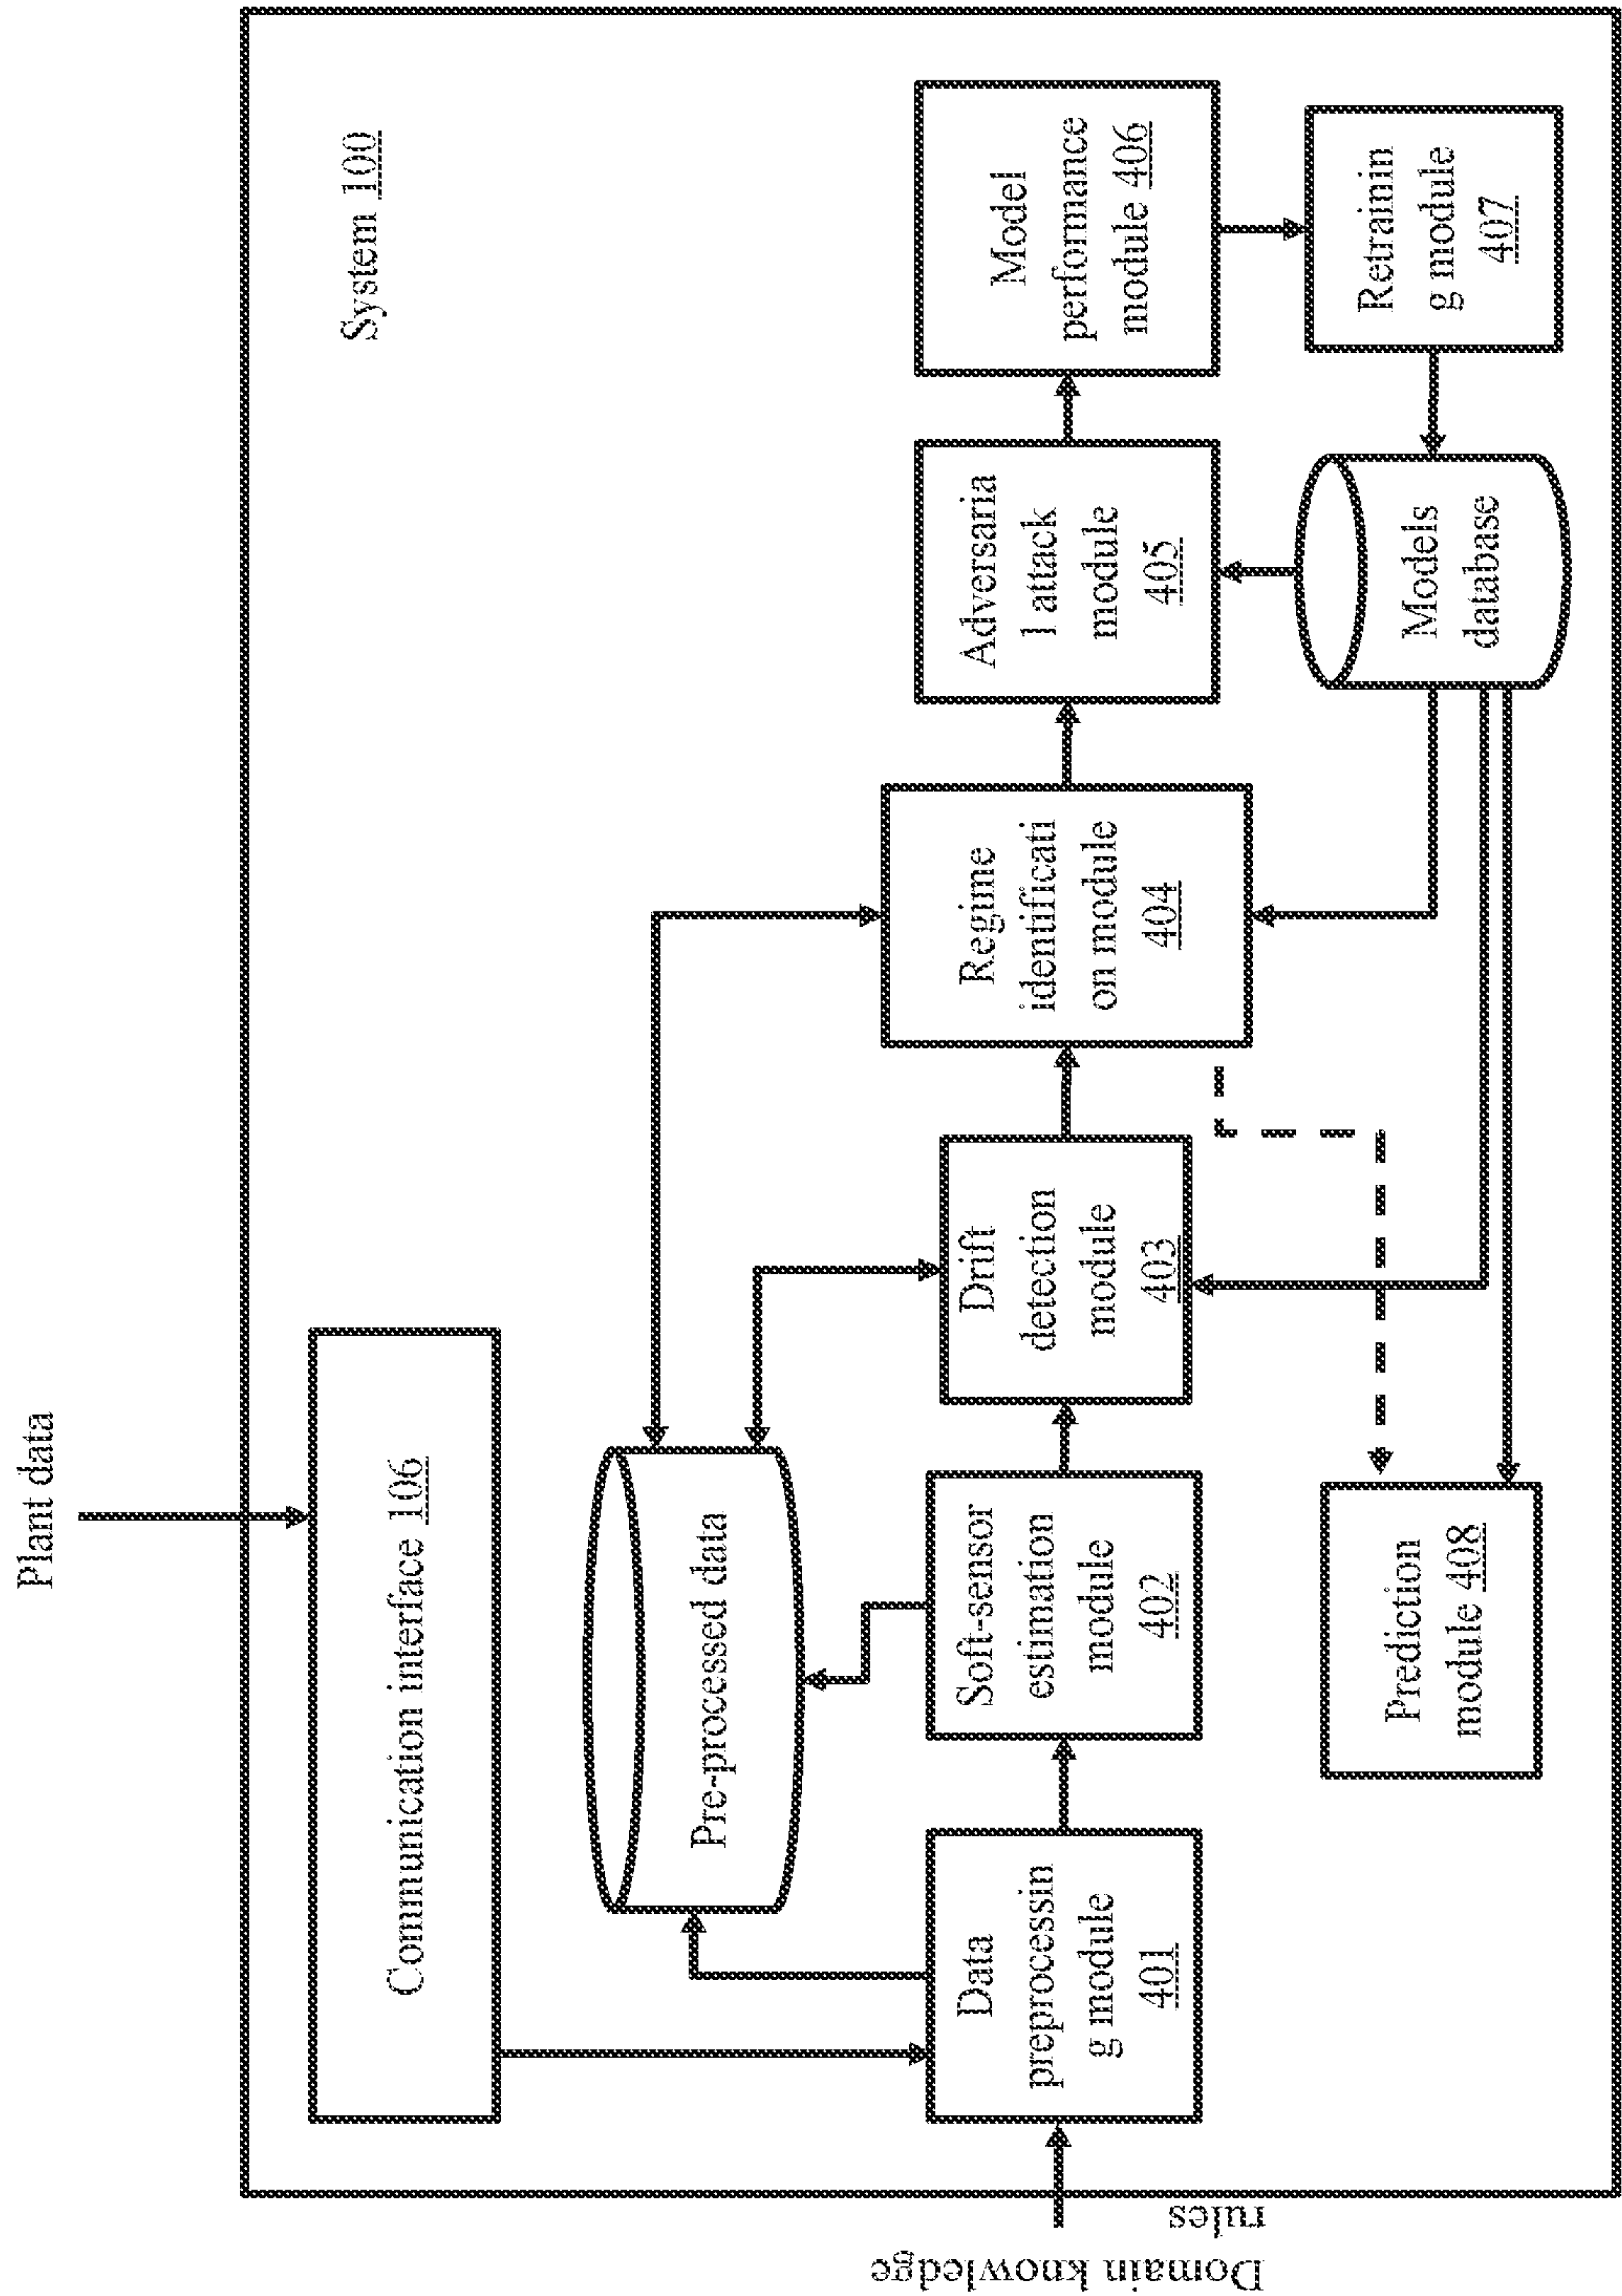 Plant data
System 100
Communication interface 106
Pre-processed data
Domain knowledge
rules
Data
preprocessin
g module
401
Soft-sensor
estimation
module
402
Drift
detection
module
403
Regime
identificati
on module
404
Adversaria
l attack
module
405
Model
performance
module 406
Prediction
module 408
Models
database
Retrainin
g module
407